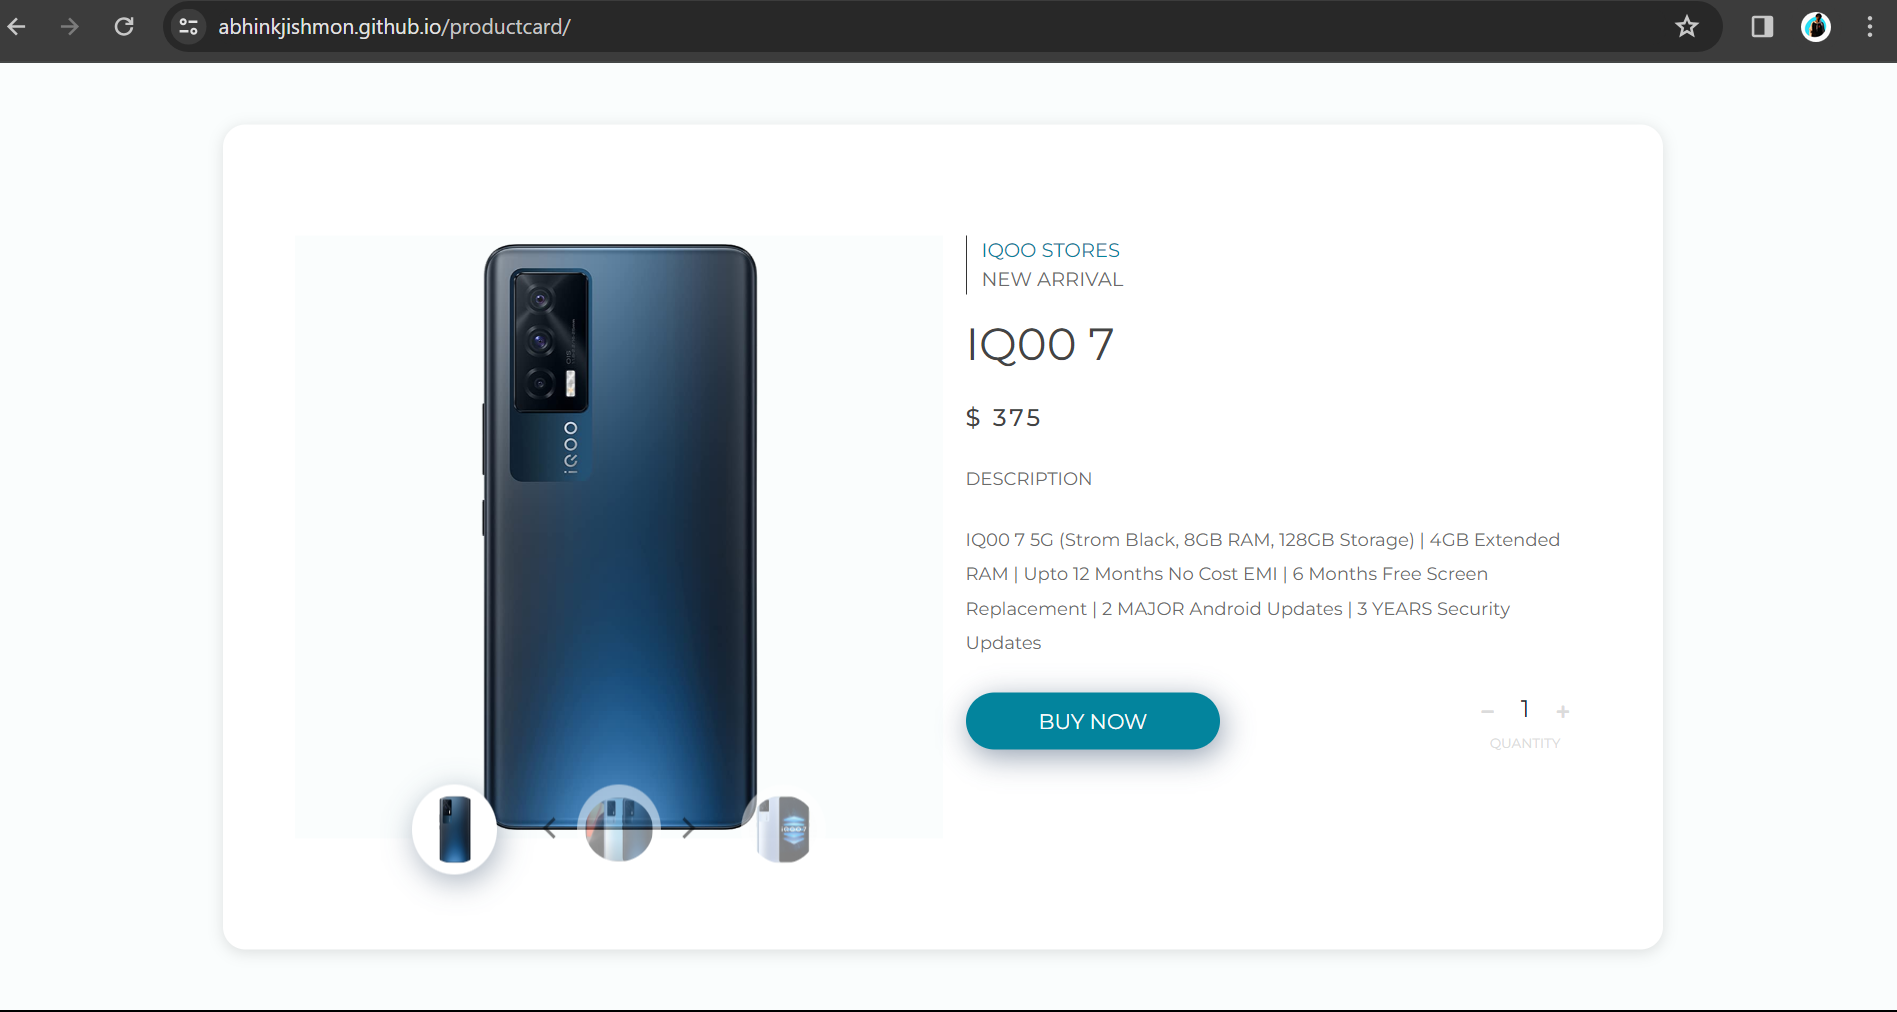 abhinkjishmon.github.io/productcard/
IQOO STORES
NEW ARRIVAL
IQ00 7
$ 375
iQOO
DESCRIPTION
IQ00 7 5G (Strom Black, 8GB RAM, 128GB Storage) | 4GB Extended
RAM | Upto 12 Months No Cost EMI | 6 Months Free Screen
Replacement | 2 MAJOR Android Updates | 3 YEARS Security
Updates
BUY NOW
− 1 +
QUANTITY